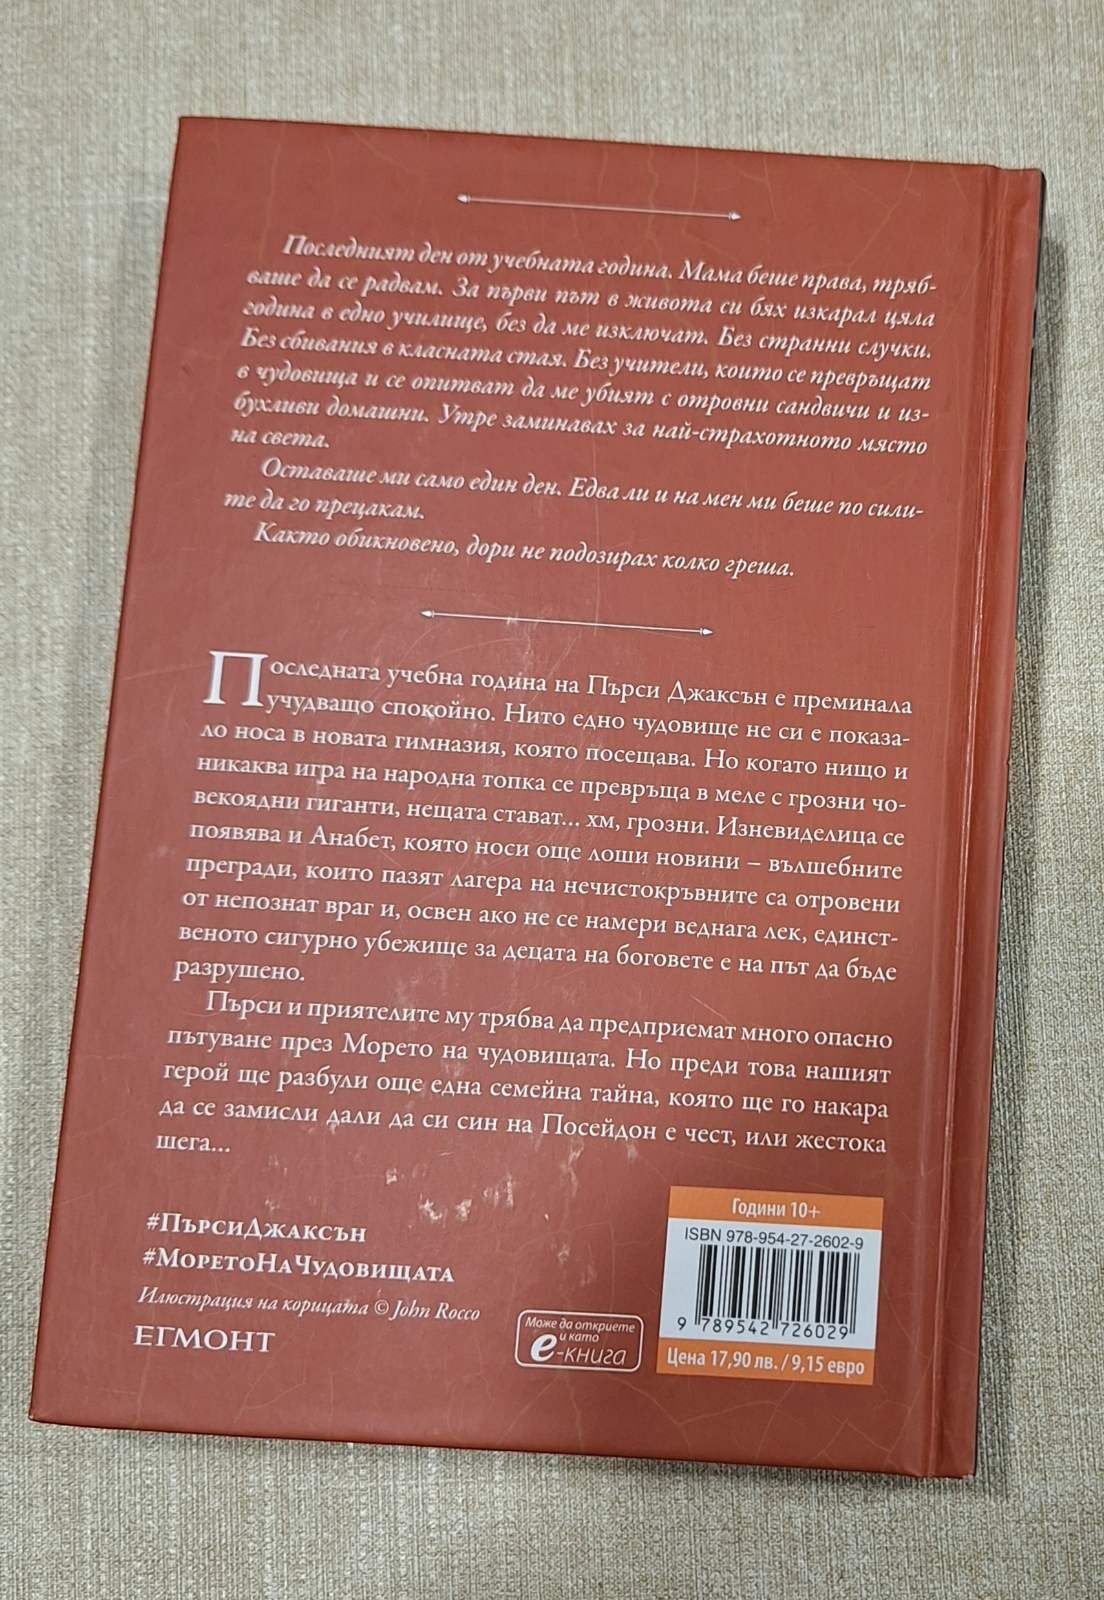 Последният ден от учебната година. Мама беше права, тряб-
ваше да се радвам. За първи път в живота си бях изкарал цяла
година в едно училище, без да ме изключат. Без странни случки.
Без сбивания в класната стая. Без учители, които се превръщат
в чудовища и се опитват да ме убият с отровни сандвичи и из-
бухливи домашни. Утре заминавах за най-страхотното място
на света.
Оставаше ми само един ден. Едва ли и на мен ми беше по сили-
те да го прецакам.
Както обикновено, дори не подозирах колко греша.
Последната учебна година на Пърси Джаксън е преминала
учудващо спокойно. Нито едно чудовище не си е показа-
ло носа в новата гимназия, която посещава. Но когато нищо и
никаква игра на народна топка се превръща в меле с грозни чо-
векоядни гиганти, нещата стават... хм, грозни. Изневиделица се
появява и Анабет, която носи още лоши новини – вълшебните
прегради, които пазят лагера на нечистокръвните са отровени
от непознат враг и, освен ако не се намери веднага лек, единст-
веното сигурно убежище за децата на боговете е на път да бъде
разрушено.
Пърси и приятелите му трябва да предприемат много опасно
пътуване през Морето на чудовищата. Но преди това нашият
герой ще разбули още една семейна тайна, която ще го накара
да се замисли дали да си син на Посейдон е чест, или жестока
шега...
#ПърсиДжаксън
#МоретоНаЧудовищата
Илюстрация на корицата © John Rocco
ЕГМОНТ
Може да откриете
и като
е-книга
Години 10+
ISBN 978-954-27-2602-9
9 789542 726029
Цена 17,90 лв. / 9,15 евро